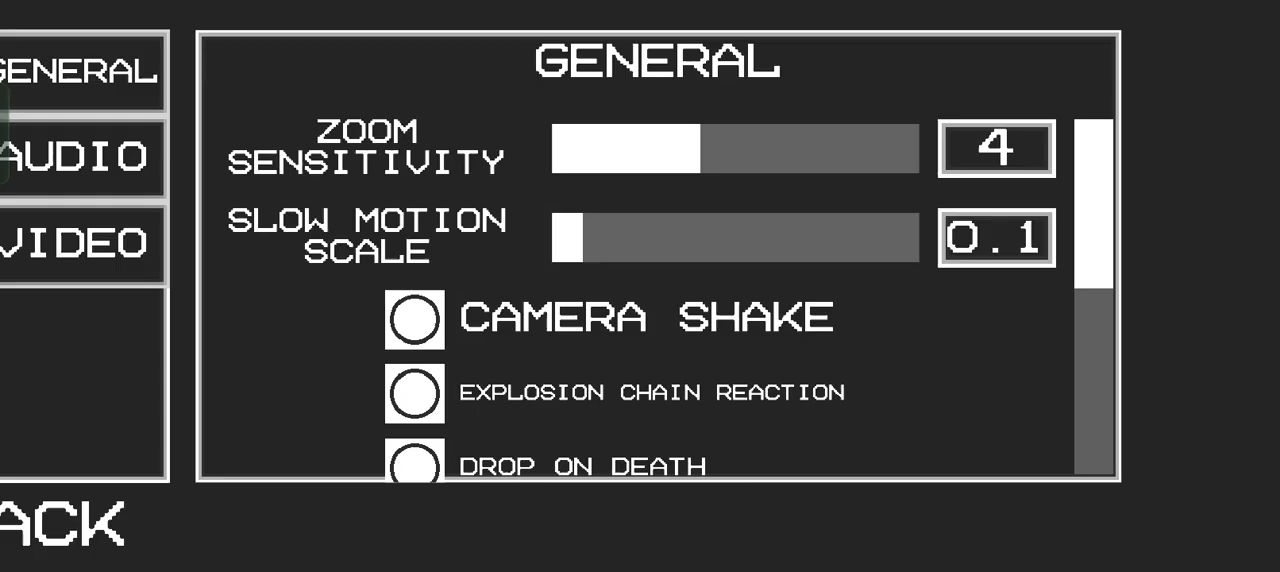 GENERAL
AUDIO
VIDEO
ACK
GENERAL
ZOOM
SENSITIVITY
4
SLOW MOTION
SCALE
0.1
CAMERA SHAKE
EXPLOSION CHAIN REACTION
DROP ON DEATH